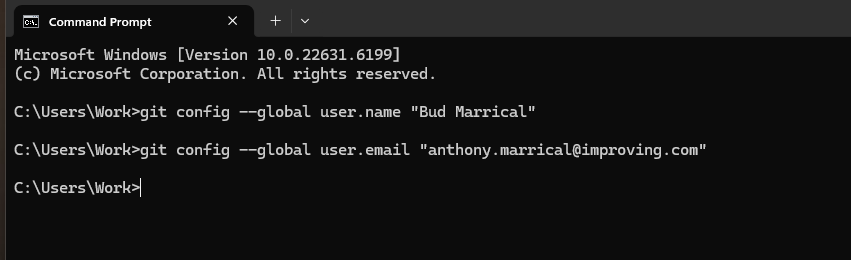 Command Prompt
Microsoft Windows [Version 10.0.22631.6199]
(c) Microsoft Corporation. All rights reserved.
C:\Users\Work>git config --global user.name "Bud Marrical"
C:\Users\Work>git config --global user.email "anthony.marrical@improving.com"
C:\Users\Work>